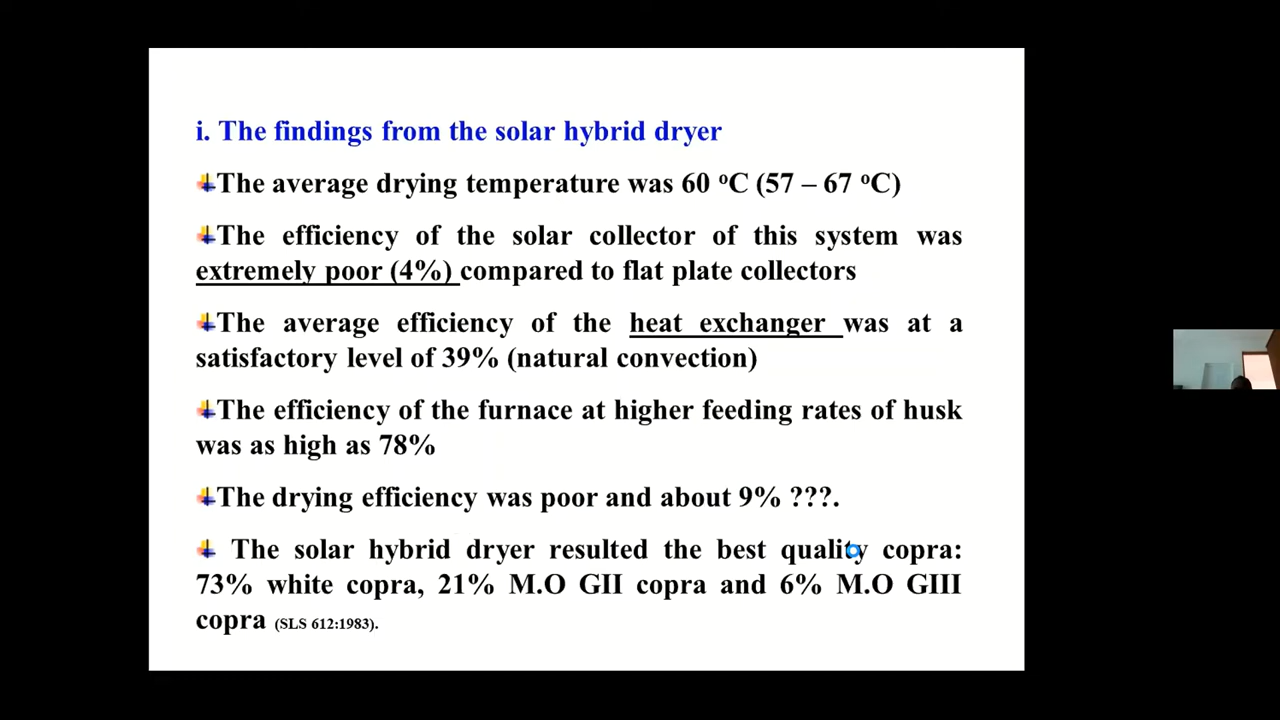 i. The findings from the solar hybrid dryer
The average drying temperature was 60 ºC (57 – 67 ºC)
The efficiency of the solar collector of this system was
extremely poor (4%) compared to flat plate collectors
The average efficiency of the heat exchanger was at a
satisfactory level of 39% (natural convection)
The efficiency of the furnace at higher feeding rates of husk
was as high as 78%
The drying efficiency was poor and about 9% ???.
The solar hybrid dryer resulted the best quality copra:
73% white copra, 21% M.O GII copra and 6% M.O GIII
copra (SLS 612:1983).